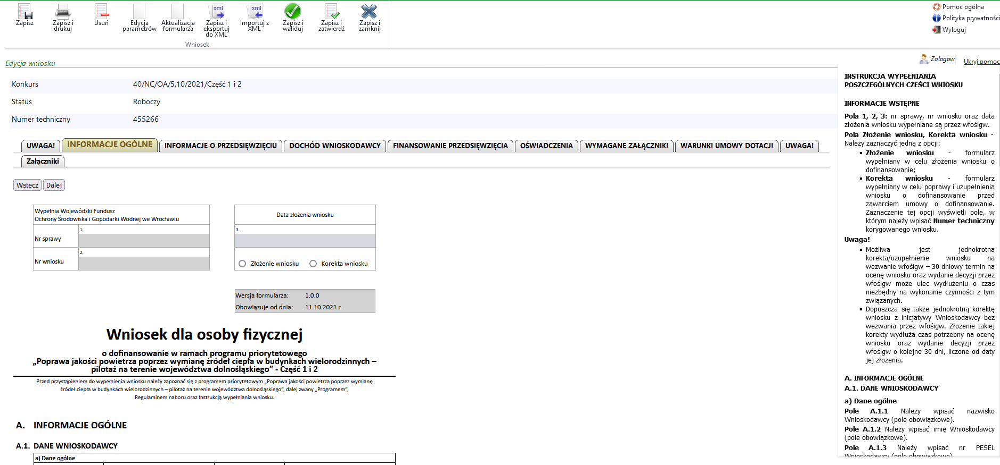 Zapisz
Zapisz i drukuj
Usuń
Edycja parametrów
Aktualizacja formularza
Zapisz i eksportuj do XML
Importuj z XML
Zapisz i waliduj
Zapisz i zatwierdź
Zapisz i zamknij
Wniosek
Pomoc ogólna
Polityka prywatności
Wyloguj
Edycja wniosku
Ukryj pomoc
Konkurs 40/NC/OA/5.10/2021/Część 1 i 2
Status Roboczy
Numer techniczny 455266
UWAGA! INFORMACJE OGÓLNE INFORMACJE O PRZEDSIĘWZIĘCIU DOCHÓD WNIOSKODAWCY FINANSOWANIE PRZEDSIĘWZIĘCIA OŚWIADCZENIA WYMAGANE ZAŁĄCZNIKI WARUNKI UMOWY DOTACJI UWAGA!
Załączniki
Wstecz Dalej
Wypełnia Wojewódzki Fundusz
Ochrony Środowiska i Gopodarki Wodnej we Wrocławiu
1.
Nr sprawy
2.
Nr wniosku
Data złożenia wniosku
3.
Złożenie wniosku Korekta wniosku
Wersja formularza: 1.0.0
Obowiązuje od dnia: 11.10.2021 r.
Wniosek dla osoby fizycznej
o dofinansowanie w ramach programu priorytetowego
„Poprawa jakości powietrza poprzez wymianę źródeł ciepła w budynkach wielorodzinnych –
pilotaż na terenie województwa dolnośląskiego” - Część 1 i 2
Przed przystąpieniem do wypełnienia wniosku należy zapoznać się z programem priorytetowym „Poprawa jakości powietrza poprzez wymianę
źródeł ciepła w budynkach wielorodzinnych – pilotaż na terenie województwa dolnośląskiego”, dalej zwany „Programem”,
Regulaminem naboru oraz Instrukcją wypełniania wniosku.
A. INFORMACJE OGÓLNE
A.1. DANE WNIOSKODAWCY
a) Dane ogólne
INSTRUKCJA WYPEŁNIANIA
POSZCZEGÓLNYCH CZEŚCI WNIOSKU
INFORMACJE WSTĘPNE
Pola 1, 2, 3: nr sprawy, nr wniosku oraz data
złożenia wniosku wypełniane są przez wfośigw.
Pola Złożenie wniosku, Korekta wniosku -
Należy zaznaczyć jedną z opcji:
▪ Złożenie wniosku - formularz
wypełniany w celu złożenia wniosku o
dofinansowanie;
▪ Korekta wniosku - formularz
wypełniany w celu poprawy i uzupełnienia
wniosku o dofinansowanie przed
zawarciem umowy o dofinansowanie.
Zaznaczenie tej opcji wyświetli pole, w
którym należy wpisać Numer techniczny
korygowanego wniosku.
Uwaga!
▪ Możliwa jest jednokrotna
korekta/uzupełnienie wniosku na
wezwanie wfośigw – 30 dniowy termin na
ocenę wniosku oraz wydanie decyzji przez
wfośigw może ulec wydłużeniu o czas
niezbędny na wykonanie czynności z tym
związanych.
▪ Dopuszcza się także jednokrotną korektę
wniosku z inicjatywy Wnioskodawcy bez
wezwania przez wfośigw. Złożenie takiej
korekty wydłuża czas potrzebny na ocenę
wniosku oraz wydanie decyzji przez
wfośigw o kolejne 30 dni, liczone od daty
jej złożenia.
A. INFORMACJE OGÓLNE
A.1. DANE WNIOSKODAWCY
a) Dane ogólne
Pole A.1.1 Należy wpisać nazwisko
Wnioskodawcy (pole obowiązkowe).
Pole A.1.2 Należy wpisać imię Wnioskodawcy
(pole obowiązkowe).
Pole A.1.3 Należy wpisać nr PESEL
Wnioskodawcy (pole obowiązkowe)